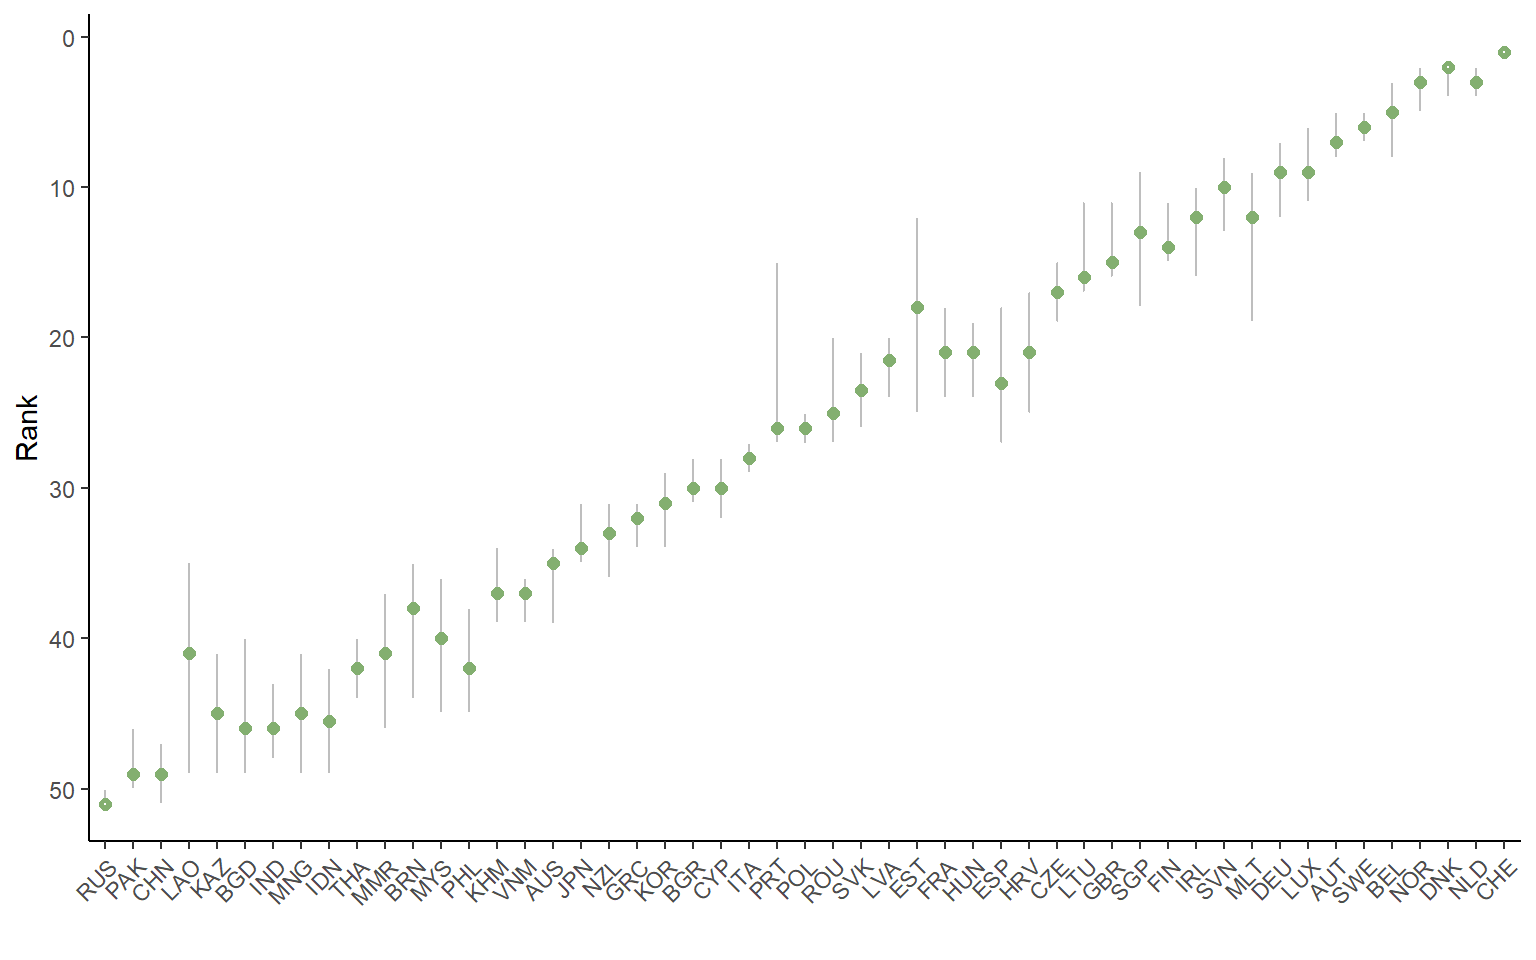 0
10
20
30
40
50
Rank
RUS
PAK
CHN
LAO
KAZ
BGD
IND
MNG
IDN
THA
MMR
BRN
MYS
PHL
KHM
VNM
AUS
JPN
NZL
GRC
KOR
BGR
CYP
ITA
PRT
POL
ROU
SVK
LVA
EST
FRA
HUN
ESP
HRV
CZE
LTU
GBR
SGP
FIN
IRL
SVN
MLT
DEU
LUX
AUT
SWE
BEL
NOR
DNK
NLD
CHE